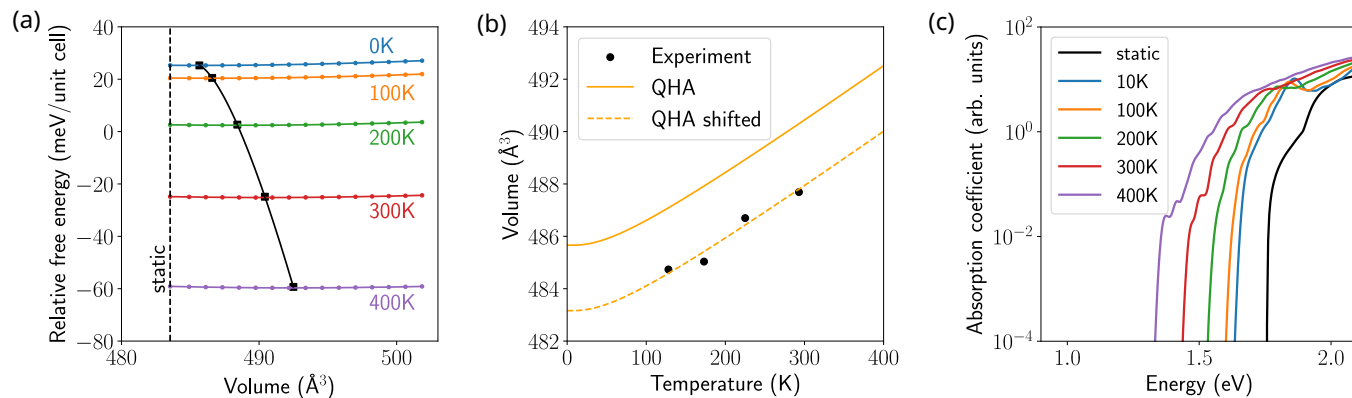 (a)
Relative free energy (meV/unit cell)
40
20
0
−20
−40
−60
−80
480
490
500
Volume (Å³)
static
0K
100K
200K
300K
400K
(b)
Volume (Å³)
494
492
490
488
486
484
482
0
100
200
300
400
Temperature (K)
Experiment
QHA
QHA shifted
(c)
Absorption coefficient (arb. units)
10²
10⁰
10⁻²
10⁻⁴
1.0
1.5
2.0
Energy (eV)
static
10K
100K
200K
300K
400K